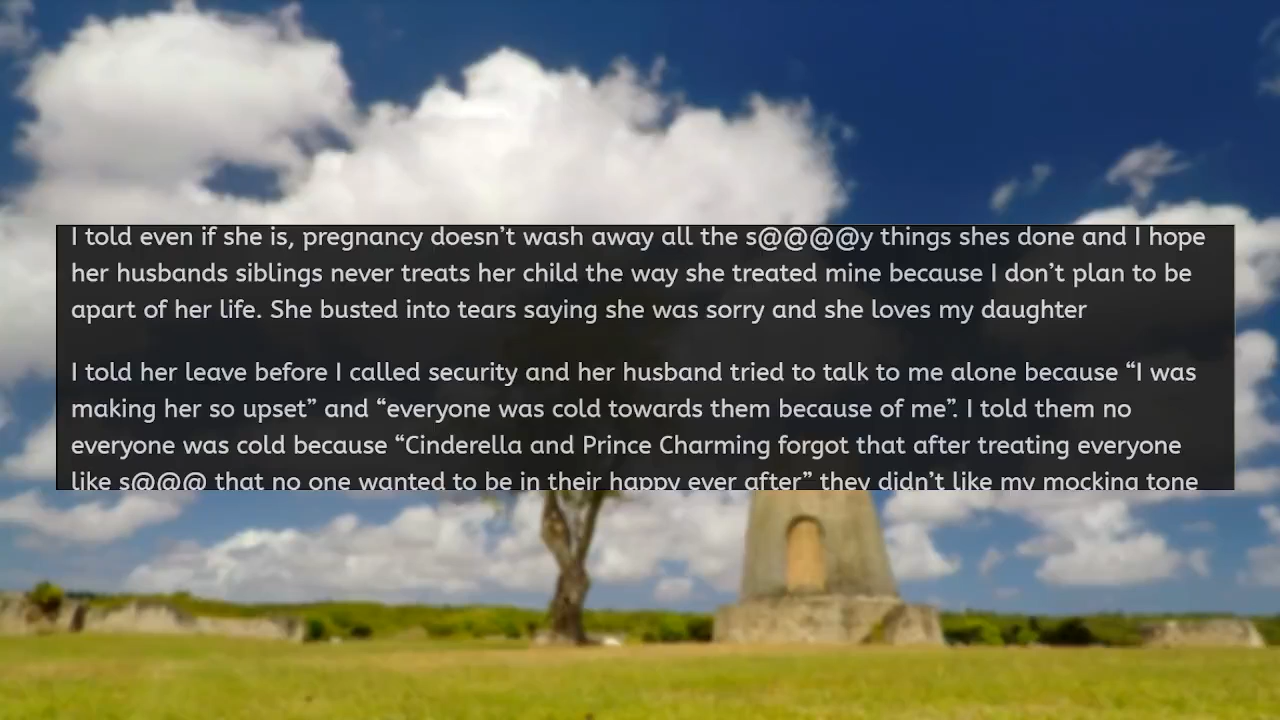 I told even if she is, pregnancy doesn’t wash away all the s@@@@y things shes done and I hope
her husbands siblings never treats her child the way she treated mine because I don’t plan to be
apart of her life. She busted into tears saying she was sorry and she loves my daughter
I told her leave before I called security and her husband tried to talk to me alone because “I was
making her so upset” and “everyone was cold towards them because of me”. I told them no
everyone was cold because “Cinderella and Prince Charming forgot that after treating everyone
like s@@@ that no one wanted to be in their happy ever after” they didn’t like my mocking tone